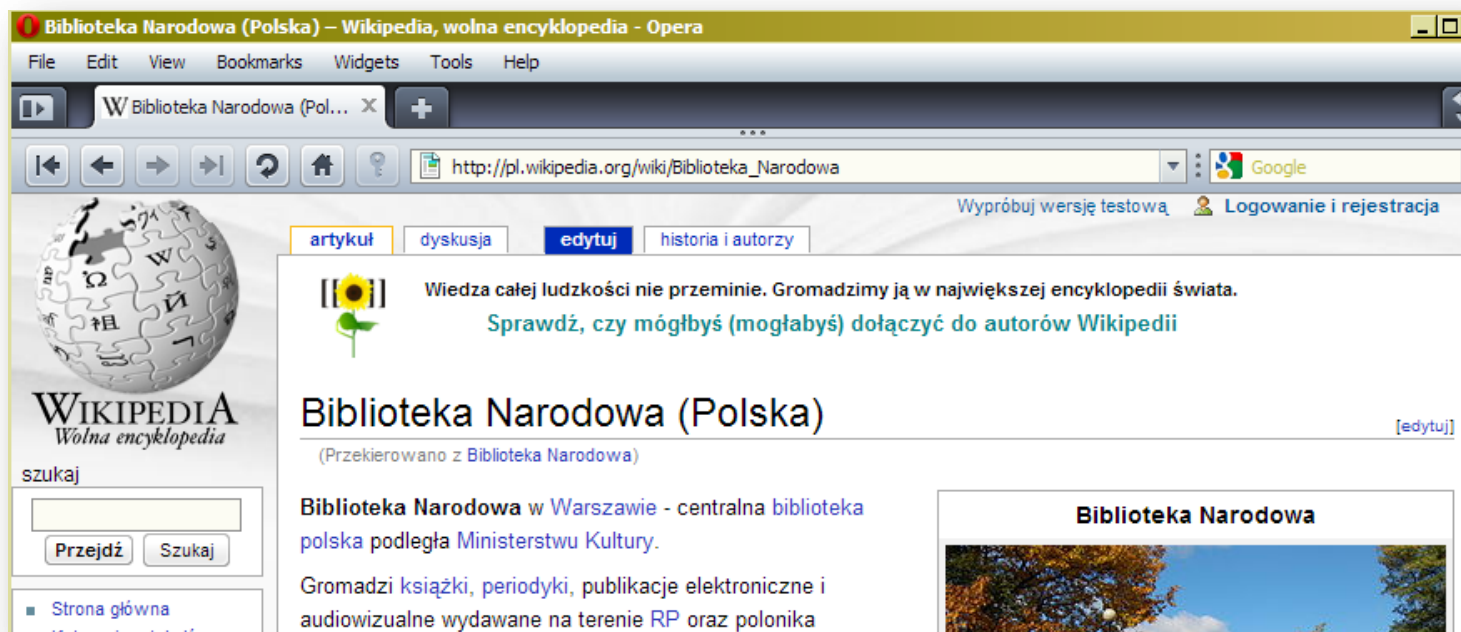 Biblioteka Narodowa (Polska) – Wikipedia, wolna encyklopedia - Opera
File Edit View Bookmarks Widgets Tools Help
W Biblioteka Narodowa (Pol...
http://pl.wikipedia.org/wiki/Biblioteka_Narodowa
Google
Wypróbuj wersję testową Logowanie i rejestracja
artykuł dyskusja edytuj historia i autorzy
Wiedza całej ludzkości nie przeminie. Gromadzimy ją w największej encyklopedii świata.
Sprawdź, czy mógłbyś (mogłabyś) dołączyć do autorów Wikipedii
WIKIPEDIA
Wolna encyklopedia
szukaj
Przejdź Szukaj
Strona główna
Biblioteka Narodowa (Polska)
[edytuj]
(Przekierowano z Biblioteka Narodowa)
Biblioteka Narodowa w Warszawie - centralna biblioteka
polska podległa Ministerstwu Kultury.
Gromadzi książki, periodyki, publikacje elektroniczne i
audiowizualne wydawane na terenie RP oraz polonika
Biblioteka Narodowa